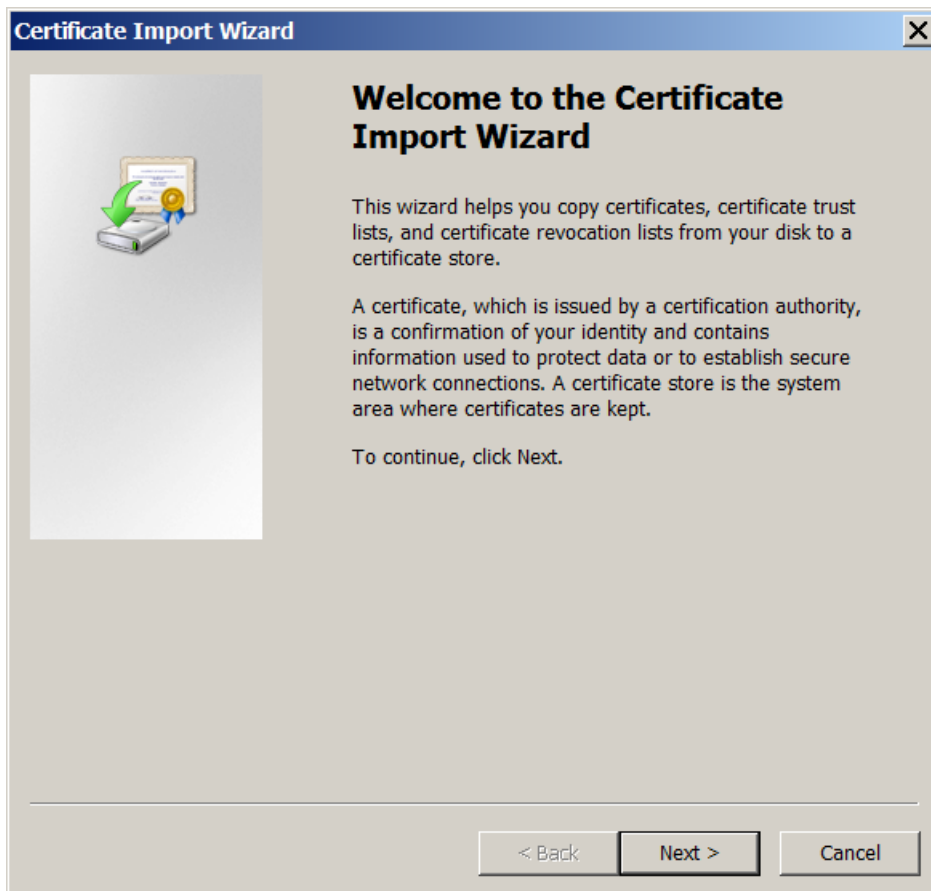 Certificate Import Wizard
Welcome to the Certificate
Import Wizard
This wizard helps you copy certificates, certificate trust
lists, and certificate revocation lists from your disk to a
certificate store.
A certificate, which is issued by a certification authority,
is a confirmation of your identity and contains
information used to protect data or to establish secure
network connections. A certificate store is the system
area where certificates are kept.
To continue, click Next.
< Back
Next >
Cancel